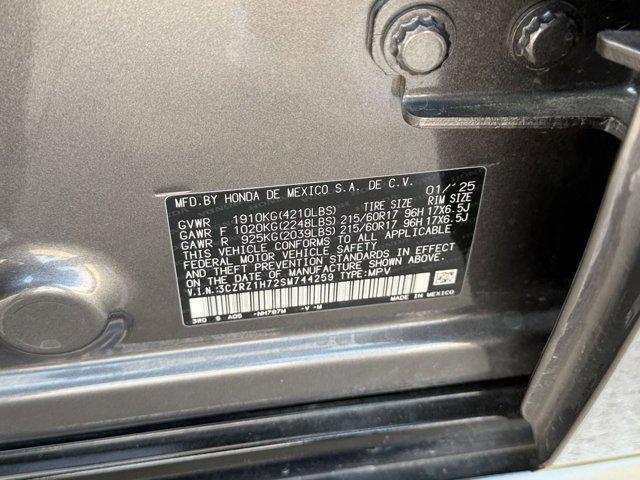 MFD.BY HONDA DE MEXICO S.A. DE C.V. 01/'25
TIRE SIZE RIM SIZE
GVWR 1910KG(4210LBS)
GAWR F 1020KG(2248LBS) 215/60R17 96H 17X6.5J
GAWR R 925KG(2039LBS) 215/60R17 96H 17X6.5J
THIS VEHICLE CONFORMS TO ALL APPLICABLE
FEDERAL MOTOR VEHICLE SAFETY
AND THEFT PREVENTION STANDARDS IN EFFECT
ON THE DATE OF MANUFACTURE SHOWN ABOVE.
V.I.N.:3CZRZ1H72SM744259 TYPE:MPV
3W0 S A05 -NH797M -V -M MADE IN MEXICO